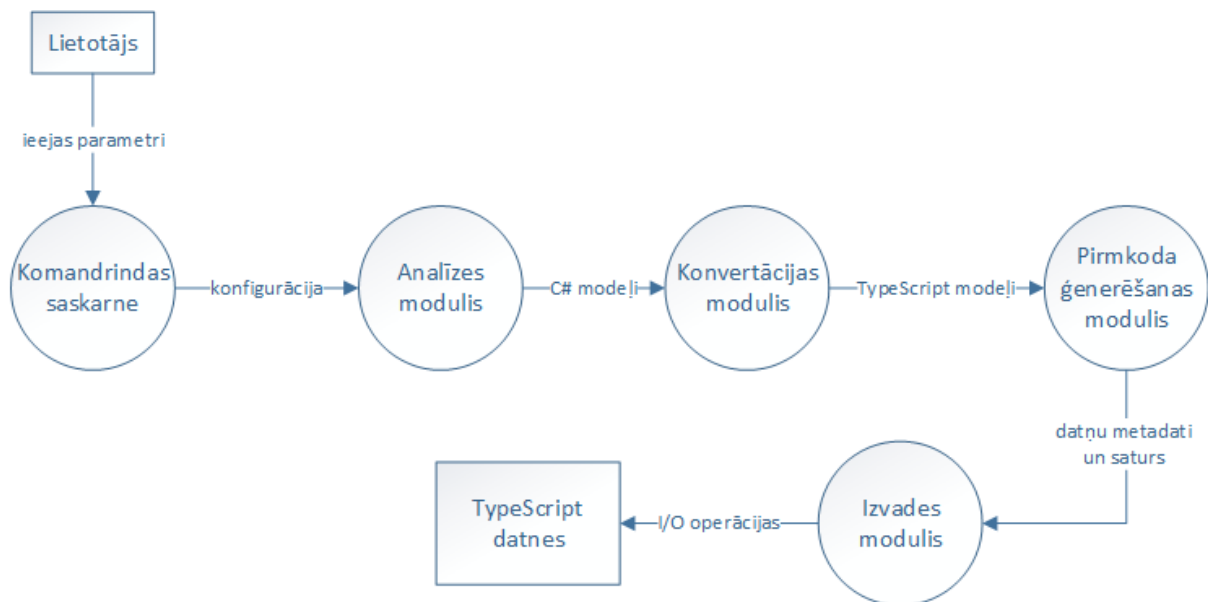 Lietotājs
ieejas parametri
Komandrindas
saskarne
konfigurācija
Analīzes
modulis
C# modeļi
Konvertācijas
modulis
TypeScript modeļi
Pirmkoda
ģenerēšanas
modulis
datņu metadati
un saturs
Izvades
modulis
I/O operācijas
TypeScript
datnes